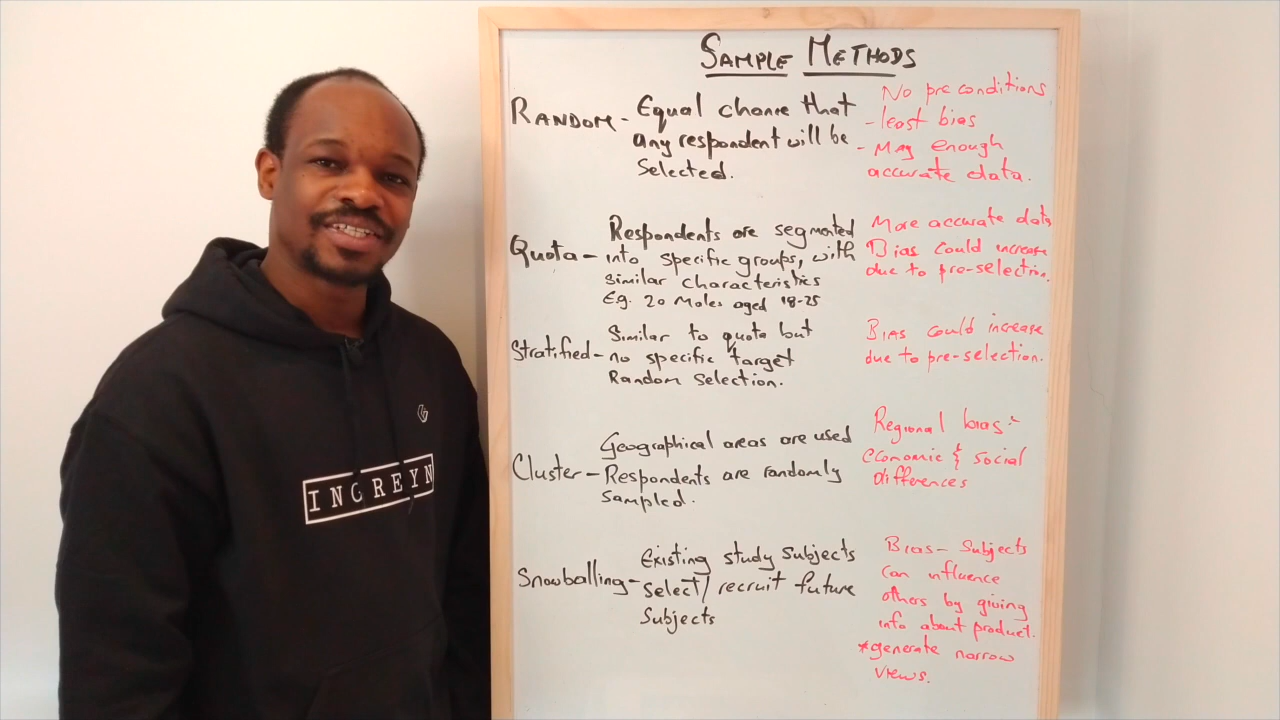 SAMPLE METHODS
RANDOM - Equal chance that
any respondent will be
Selected.
No preconditions
- least bias
- May enough
accurate data.
Quota - Respondents are segmented
into specific groups, with
similar characteristics
E.g. 20 Males aged 18-25
More accurate data
Bias could increase
due to pre-selection.
Stratified - Similar to quota but
no specific target
Random Selection.
Bias could increase
due to pre-selection.
Cluster - Geographical areas are used
Respondents are randomly
Sampled.
Regional bias:-
economic & social
differences
Snowballing - Existing study subjects
Select/recruit future
Subjects
Bias - Subjects
can influence
others by giving
info about product.
*generate narrow
views.
INGREYN